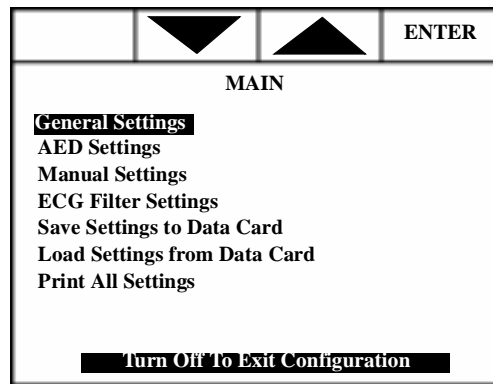 ENTER
MAIN
General Settings
AED Settings
Manual Settings
ECG Filter Settings
Save Settings to Data Card
Load Settings from Data Card
Print All Settings
Turn Off To Exit Configuration